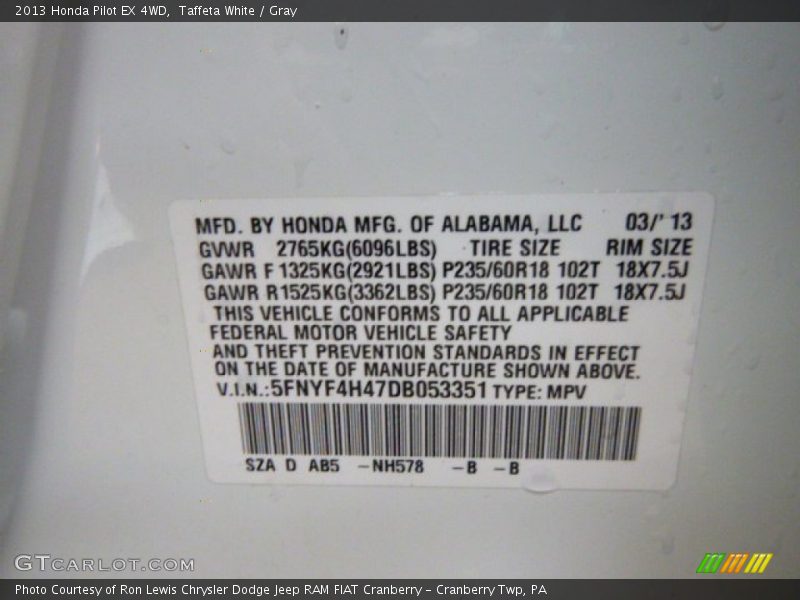 2013 Honda Pilot EX 4WD, Taffeta White / Gray
MFD. BY HONDA MFG. OF ALABAMA, LLC 03/' 13
GVWR 2765KG(6096LBS) TIRE SIZE RIM SIZE
GAWR F 1325KG(2921LBS) P235/60R18 102T 18X7.5J
GAWR R1525KG(3362LBS) P235/60R18 102T 18X7.5J
THIS VEHICLE CONFORMS TO ALL APPLICABLE
FEDERAL MOTOR VEHICLE SAFETY
AND THEFT PREVENTION STANDARDS IN EFFECT
ON THE DATE OF MANUFACTURE SHOWN ABOVE.
V.I.N.:5FNYF4H47DB053351 TYPE: MPV
SZA D AB5 -NH578 -B -B
GTCARLOT.COM
Photo Courtesy of Ron Lewis Chrysler Dodge Jeep RAM FIAT Cranberry - Cranberry Twp, PA